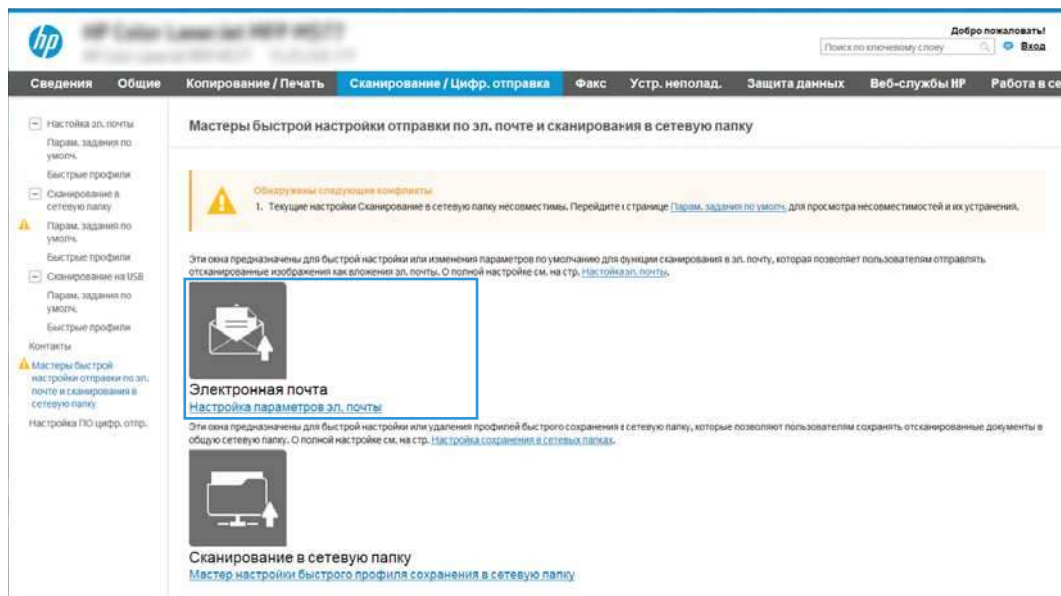 hp
Добро пожаловать!
Поиск по ключевому слову
Вход
Сведения Общие Копирование / Печать Сканирование / Цифр. отправка Факс Устр. неполад. Защита данных Веб-службы HP Работа в се
Настойка эл. почты
Парам. задания по
умолч.
Быстрые профили
Сканирование в
сетевую папку
Парам. задания по
умолч.
Быстрые профили
Сканирование на USB
Парам. задания по
умолч.
Быстрые профили
Контакты
Мастеры быстрой
настройки отправки по эл.
почте и сканирования в
сетевую папку
Настройка ПО цифр. отпр.
Мастеры быстрой настройки отправки по эл. почте и сканирования в сетевую папку
Обнаружены следующие конфликты
1. Текущие настройки Сканирование в сетевую папку несовместимы. Перейдите к странице Парам. задания по умолч. для просмотра несовместимостей и их устранения.
Эти окна предназначены для быстрой настройки или изменения параметров по умолчанию для функции сканирования в эл. почту, которая позволяет пользователям отправлять
отсканированные изображения как вложения эл. почты. О полной настройке см. на стр. Настойка эл. почты.
Электронная почта
Настройка параметров эл. почты
Эти окна предназначены для быстрой настройки или удаления профилей быстрого сохранения в сетевую папку, которые позволяют пользователям сохранять отсканированные документы в
общую сетевую папку. О полной настройке см. на стр. Настройка сохранения в сетевых папках.
Сканирование в сетевую папку
Мастер настройки быстрого профиля сохранения в сетевую папку